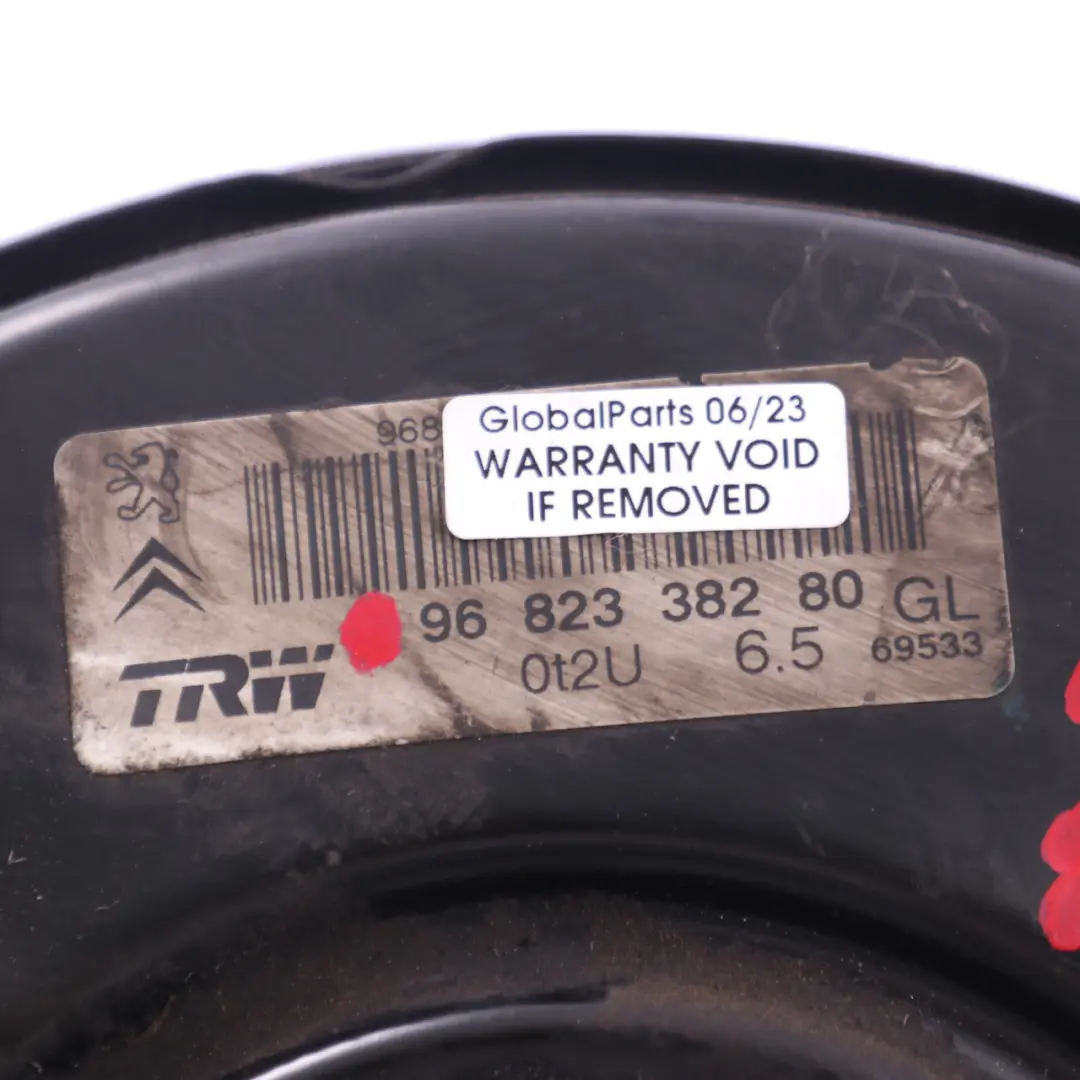 968
GlobalParts 06/23
WARRANTY VOID
IF REMOVED
96 823 382 80 GL
0t2U 6.5 69533
TRW